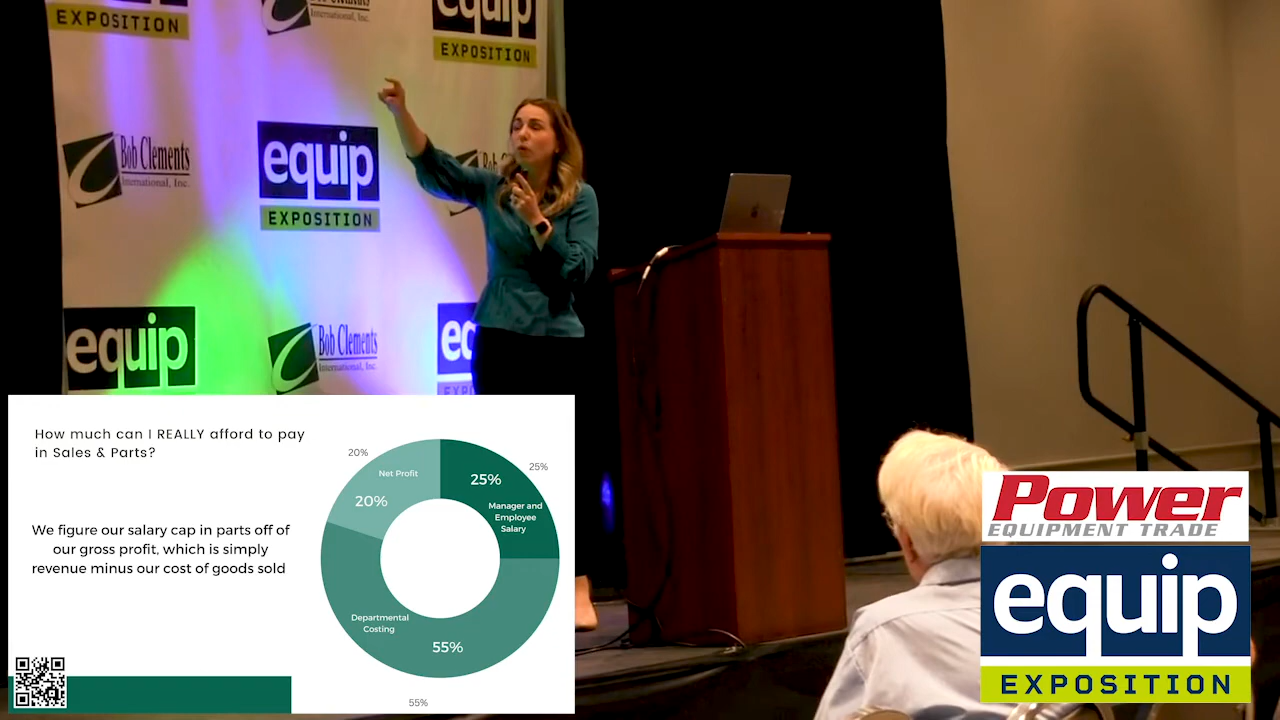 EXPOSITION
International, Inc.
equip
EXPOSITION
Bob Clements
International, Inc.
equip
EXPOSITION
equip
Bob Clements
International, Inc.
How much can I REALLY afford to pay
in Sales & Parts?
We figure our salary cap in parts off of
our gross profit, which is simply
revenue minus our cost of goods sold
20%
25%
Net Profit
20%
25%
Manager and
Employee
Salary
Departmental
Costing
55%
55%
Power
EQUIPMENT TRADE
equip
EXPOSITION